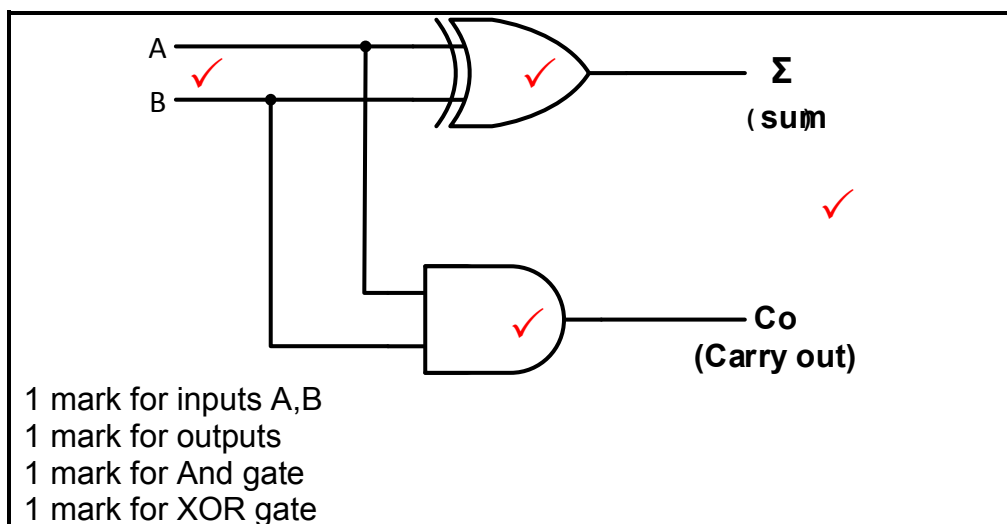 A
B
Σ
(sum)
Co
(Carry out)
1 mark for inputs A,B
1 mark for outputs
1 mark for And gate
1 mark for XOR gate